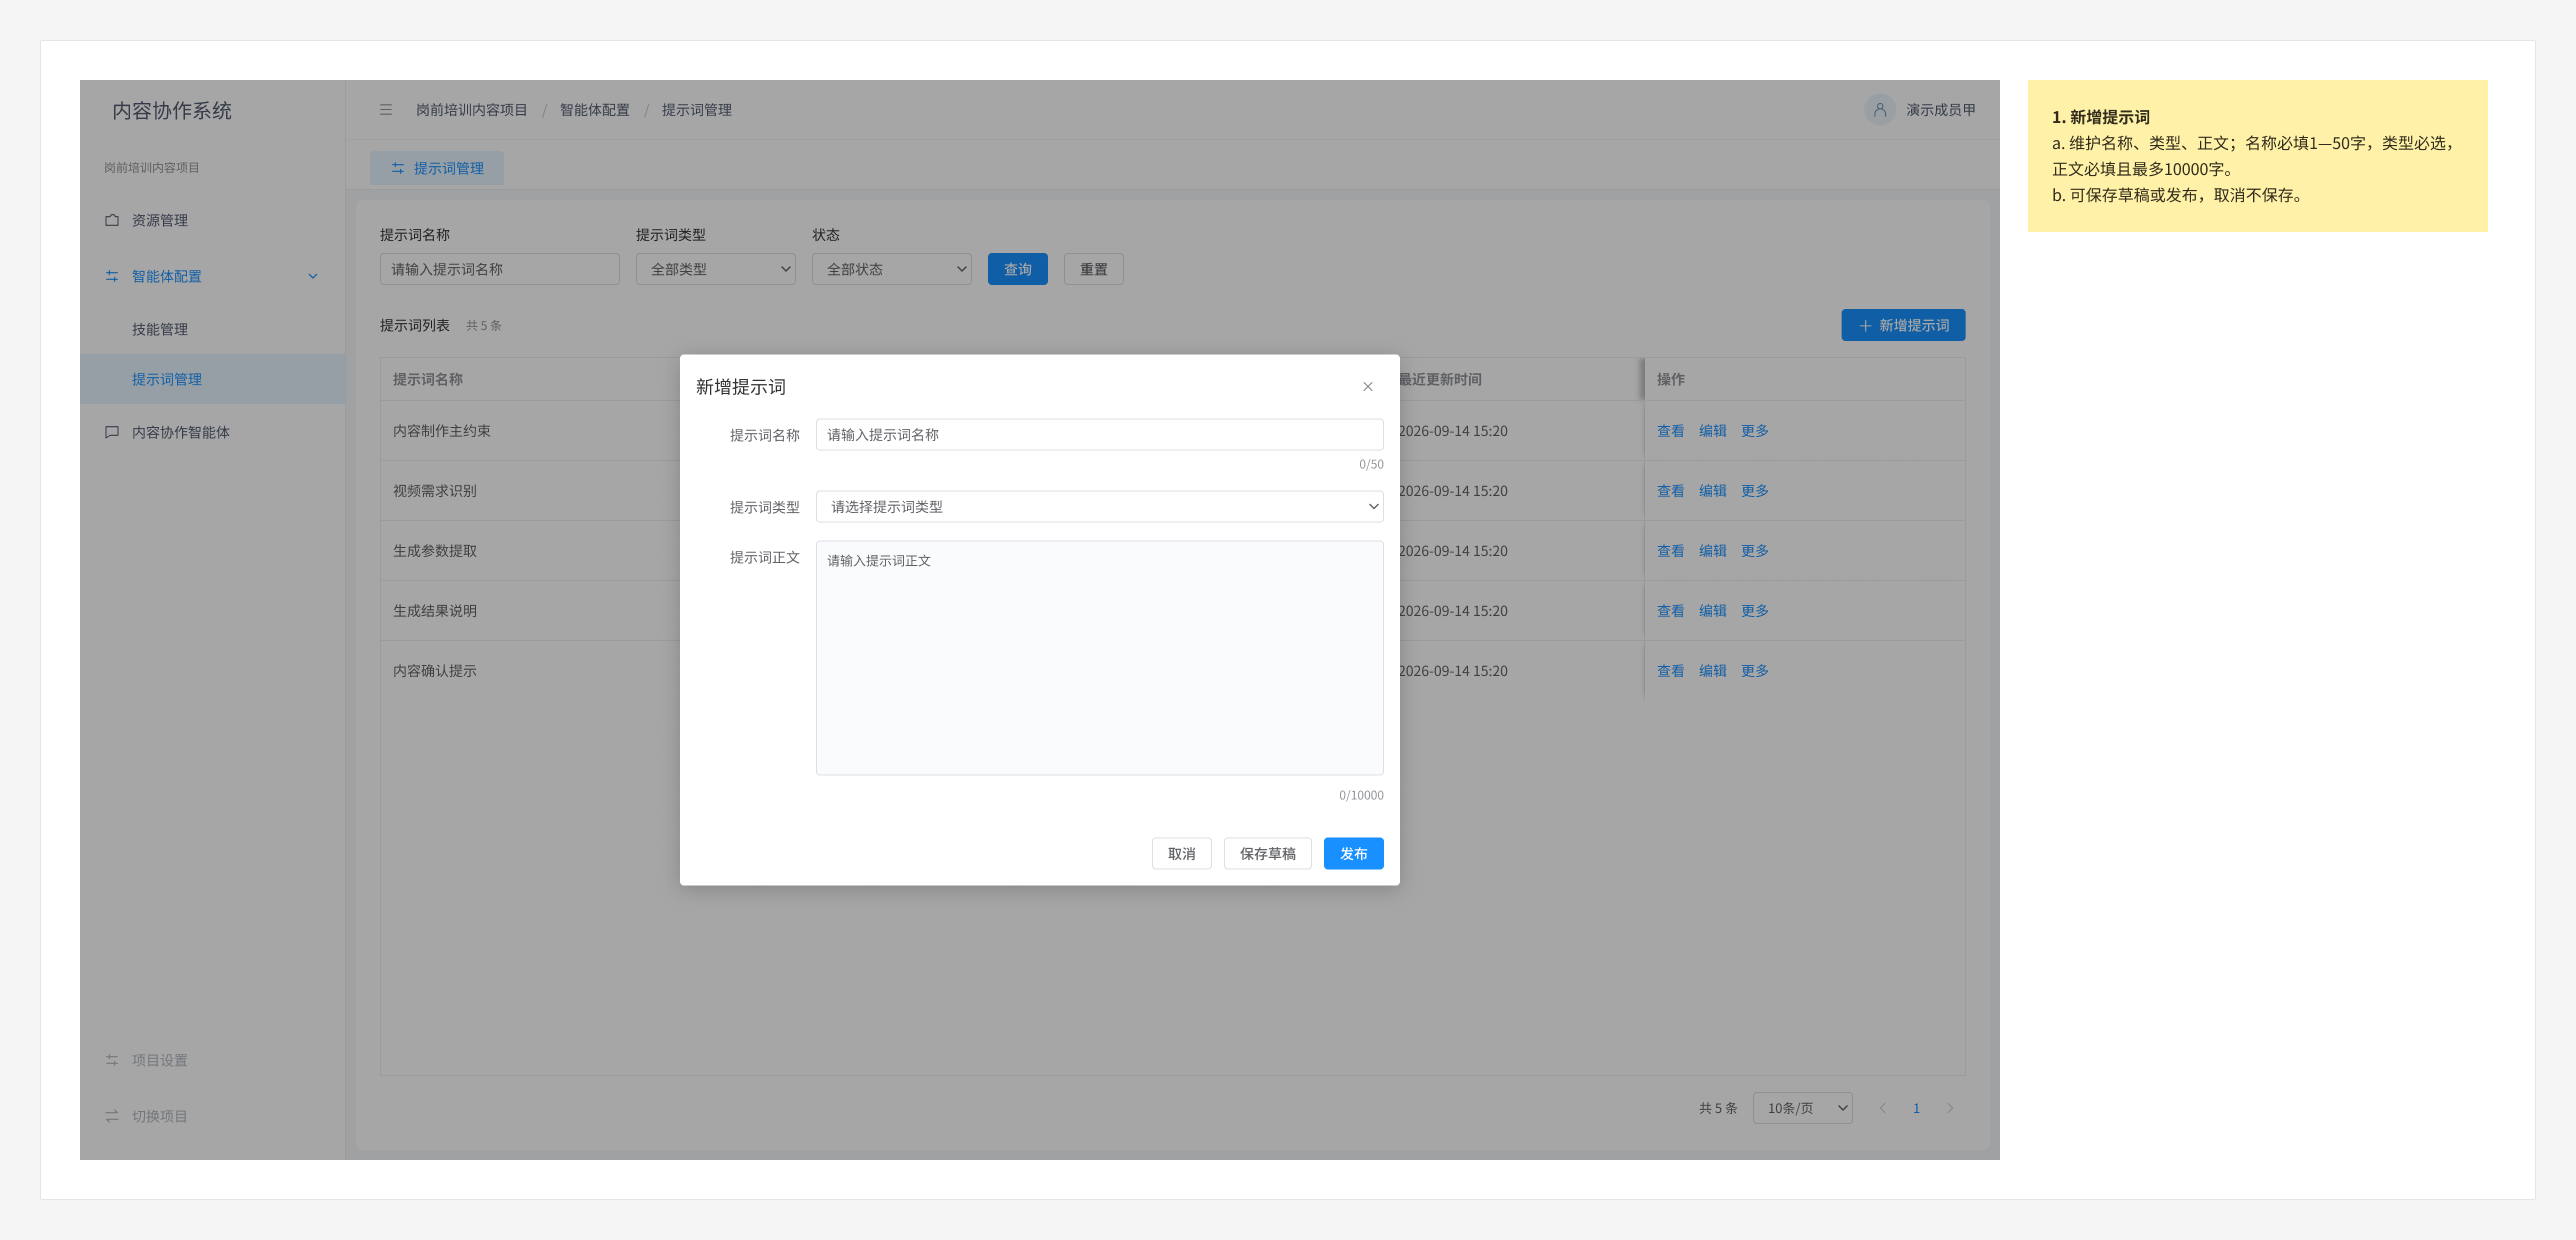 内容协作系统
岗前培训内容项目
资源管理
智能体配置
技能管理
提示词管理
内容协作智能体
项目设置
切换项目
岗前培训内容项目 / 智能体配置 / 提示词管理
演示成员甲
提示词管理
提示词名称 提示词类型 状态
请输入提示词名称 全部类型 全部状态 查询 重置
提示词列表 共 5 条
新增提示词
提示词名称 最近更新时间 操作
内容制作主约束 2026-09-14 15:20 查看 编辑 更多
视频需求识别 2026-09-14 15:20 查看 编辑 更多
生成参数提取 2026-09-14 15:20 查看 编辑 更多
生成结果说明 2026-09-14 15:20 查看 编辑 更多
内容确认提示 2026-09-14 15:20 查看 编辑 更多
共 5 条 10条/页 1
新增提示词
提示词名称 请输入提示词名称
0/50
提示词类型 请选择提示词类型
提示词正文 请输入提示词正文
0/10000
取消 保存草稿 发布
1. 新增提示词
a. 维护名称、类型、正文；名称必填1—50字，类型必选，
正文必填且最多10000字。
b. 可保存草稿或发布，取消不保存。